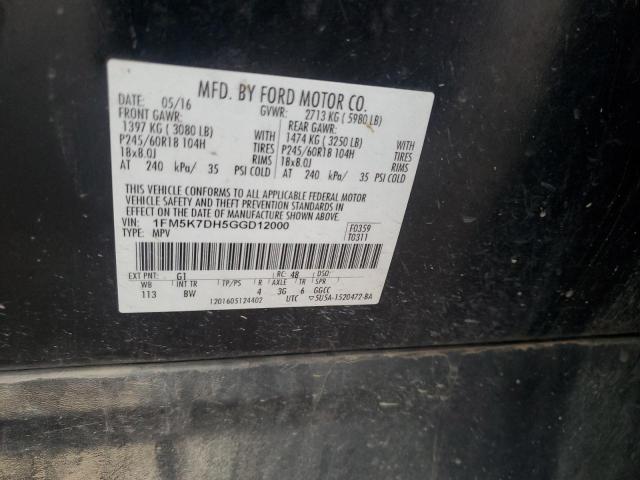 MFD. BY FORD MOTOR CO.
DATE: 05/16 GVWR: 2713 KG ( 5980 LB)
FRONT GAWR: REAR GAWR:
1397 KG ( 3080 LB) WITH 1474 KG ( 3250 LB) WITH
P245/60R18 104H TIRES P245/60R18 104H TIRES
18x8.0J RIMS 18x8.0J RIMS
AT 240 kPa/ 35 PSI COLD AT 240 kPa/ 35 PSI COLD
THIS VEHICLE CONFORMS TO ALL APPLICABLE FEDERAL MOTOR
VEHICLE SAFETY AND THEFT PREVENTION STANDARDS IN
EFFECT ON THE DATE OF MANUFACTURE SHOWN ABOVE.
VIN: 1FM5K7DH5GGD12000 F0359
TYPE: MPV T0311
EXT PNT: G1 RC: 48 DSO:
WB INT TR TP/PS R AXLE TR SPR
113 BW 4 3G 6 GGCC
1201605124402 UTC ▽5U5A-1520472-BA